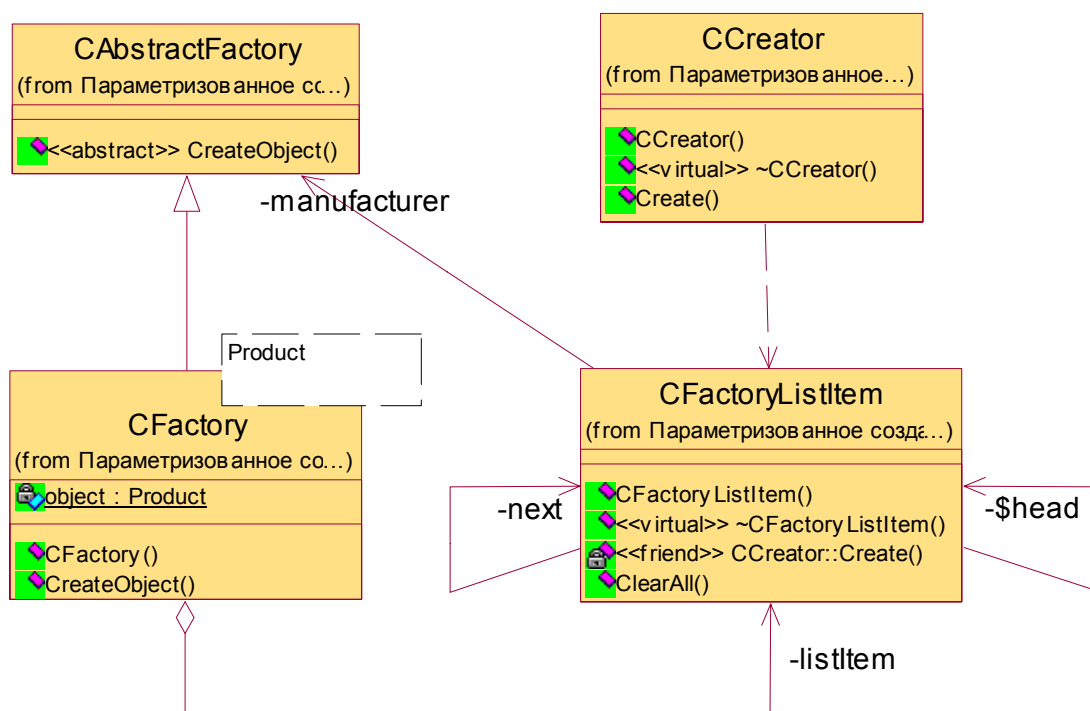 CAbstractFactory
(from Параметризованное со...)
<<abstract>> CreateObject()
CCreator
(from Параметризованное...)
CCreator()
<<virtual>> ~CCreator()
Create()
-manufacturer
Product
CFactory
(from Параметризованное со...)
object : Product
CFactory()
CreateObject()
CFactoryListItem
(from Параметризованное созда...)
CFactoryListItem()
<<virtual>> ~CFactoryListItem()
<<friend>> CCreator::Create()
ClearAll()
-next
-$head
-listItem